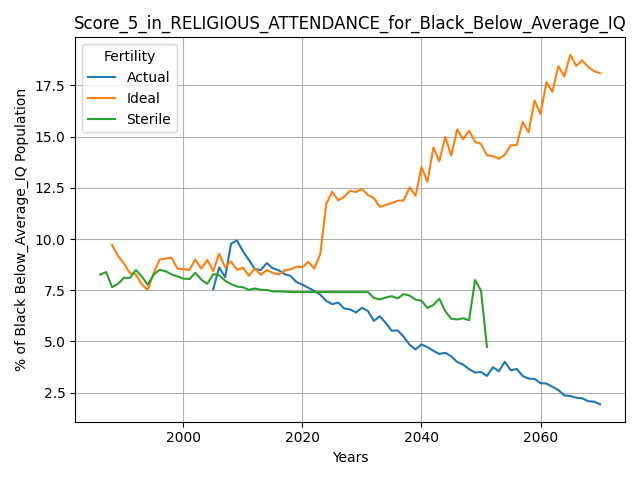 Score_5_in_RELIGIOUS_ATTENDANCE_for_Black_Below_Average_IQ
Fertility
Actual
Ideal
Sterile
% of Black Below_Average_IQ Population
17.5
15.0
12.5
10.0
7.5
5.0
2.5
2000
2020
2040
2060
Years